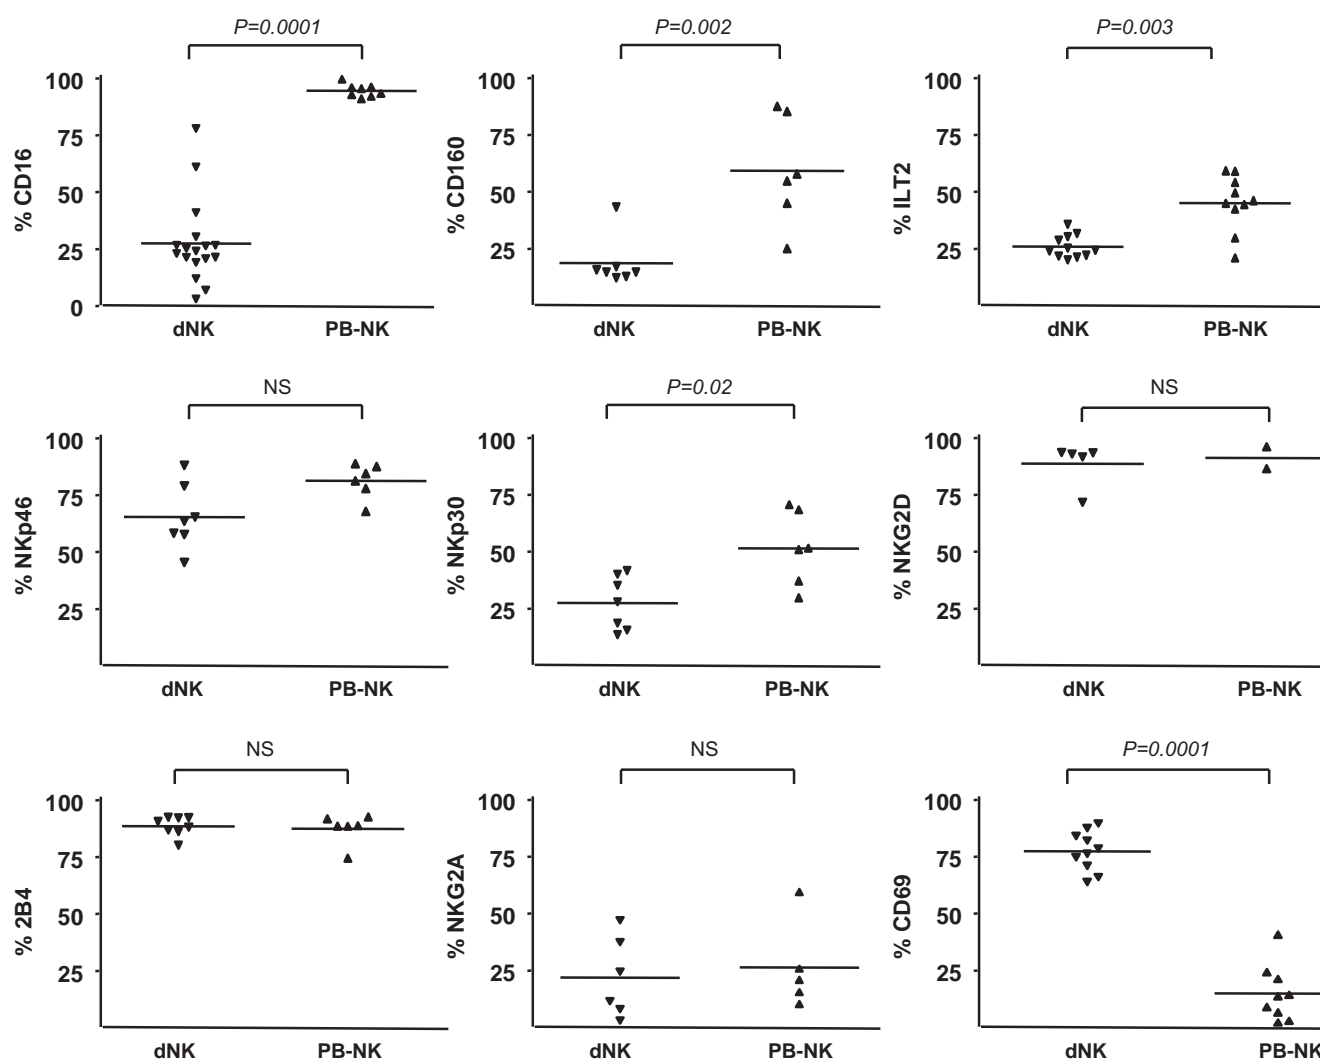 P=0.0001
P=0.002
P=0.003
% CD16
100
75
50
25
0
dNK
PB-NK
% CD160
100
75
50
25
dNK
PB-NK
% ILT2
100
75
50
25
dNK
PB-NK
NS
P=0.02
NS
% NKp46
100
75
50
25
dNK
PB-NK
% NKp30
100
75
50
25
dNK
PB-NK
% NKG2D
100
75
50
25
dNK
PB-NK
NS
NS
P=0.0001
% 2B4
100
75
50
25
dNK
PB-NK
% NKG2A
100
75
50
25
dNK
PB-NK
% CD69
100
75
50
25
dNK
PB-NK